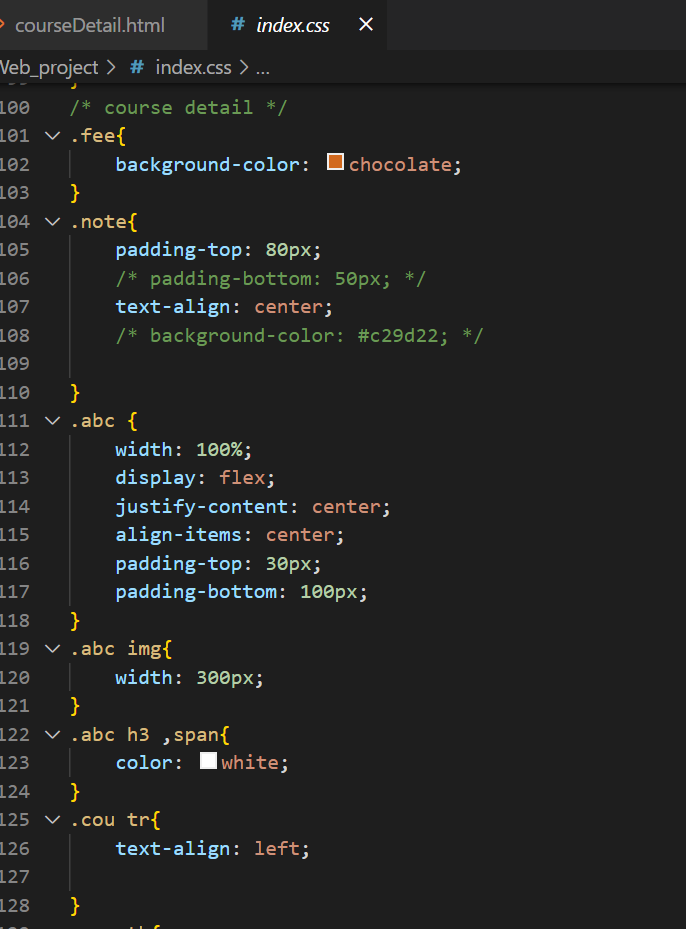 courseDetail.html # index.css ×
Web_project > # index.css > ...
100 /* course detail */
101 .fee{
102 background-color: chocolate;
103 }
104 .note{
105 padding-top: 80px;
106 /* padding-bottom: 50px; */
107 text-align: center;
108 /* background-color: #c29d22; */
109
110 }
111 .abc {
112 width: 100%;
113 display: flex;
114 justify-content: center;
115 align-items: center;
116 padding-top: 30px;
117 padding-bottom: 100px;
118 }
119 .abc img{
120 width: 300px;
121 }
122 .abc h3 ,span{
123 color: white;
124 }
125 .cou tr{
126 text-align: left;
127
128 }